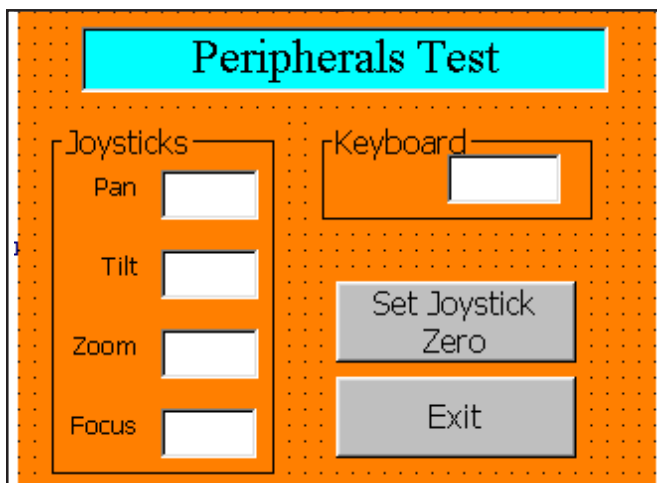 Peripherals Test
Joysticks
Pan
Tilt
Zoom
Focus
Keyboard
Set Joystick
Zero
Exit